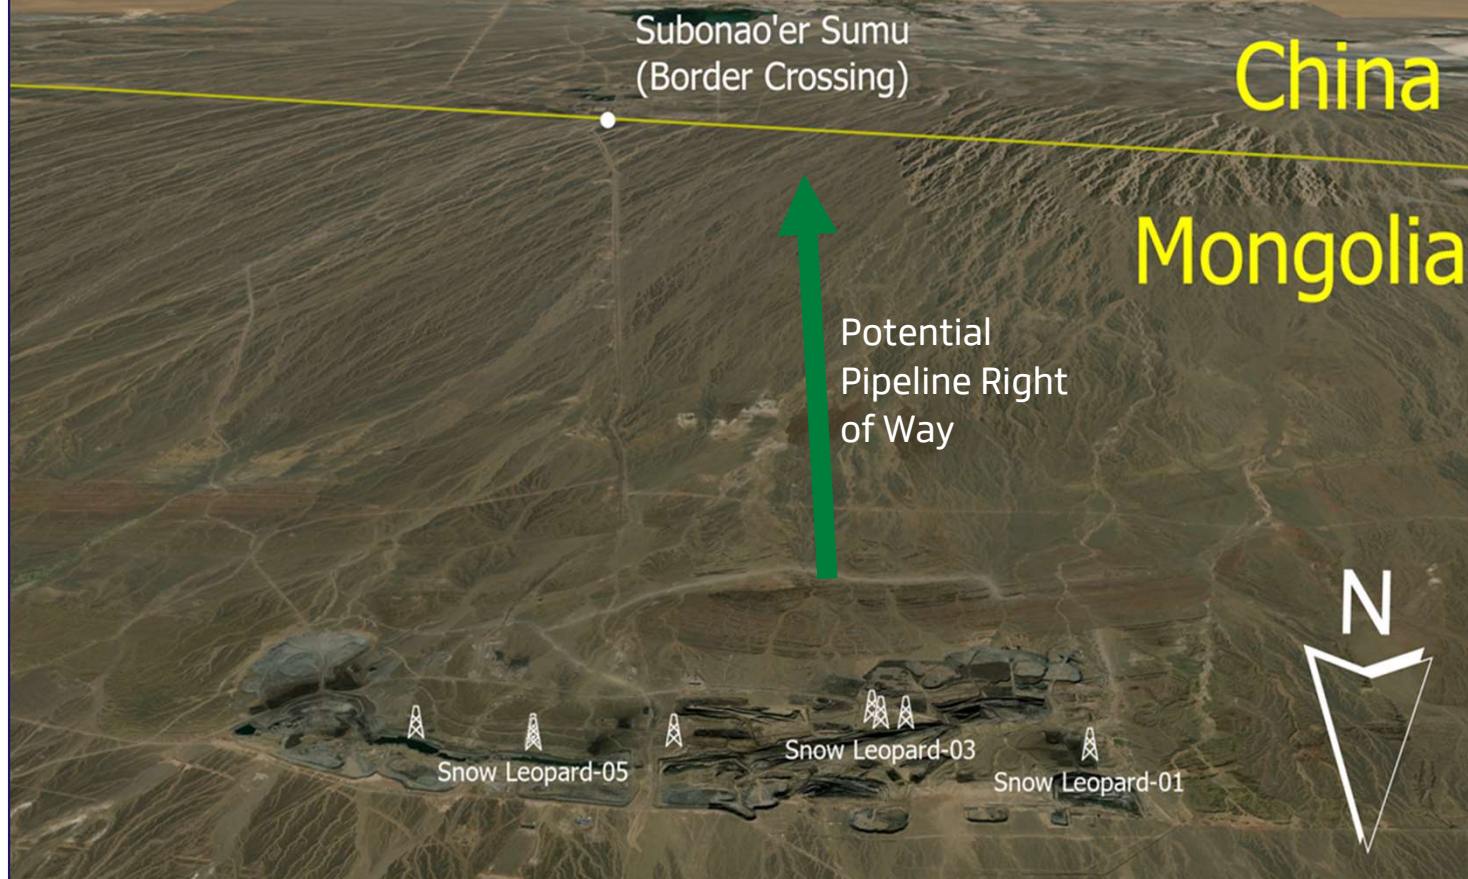 Subonao'er Sumu
(Border Crossing)
China
Mongolia
Potential
Pipeline Right
of Way
N
Snow Leopard-05
Snow Leopard-03
Snow Leopard-01